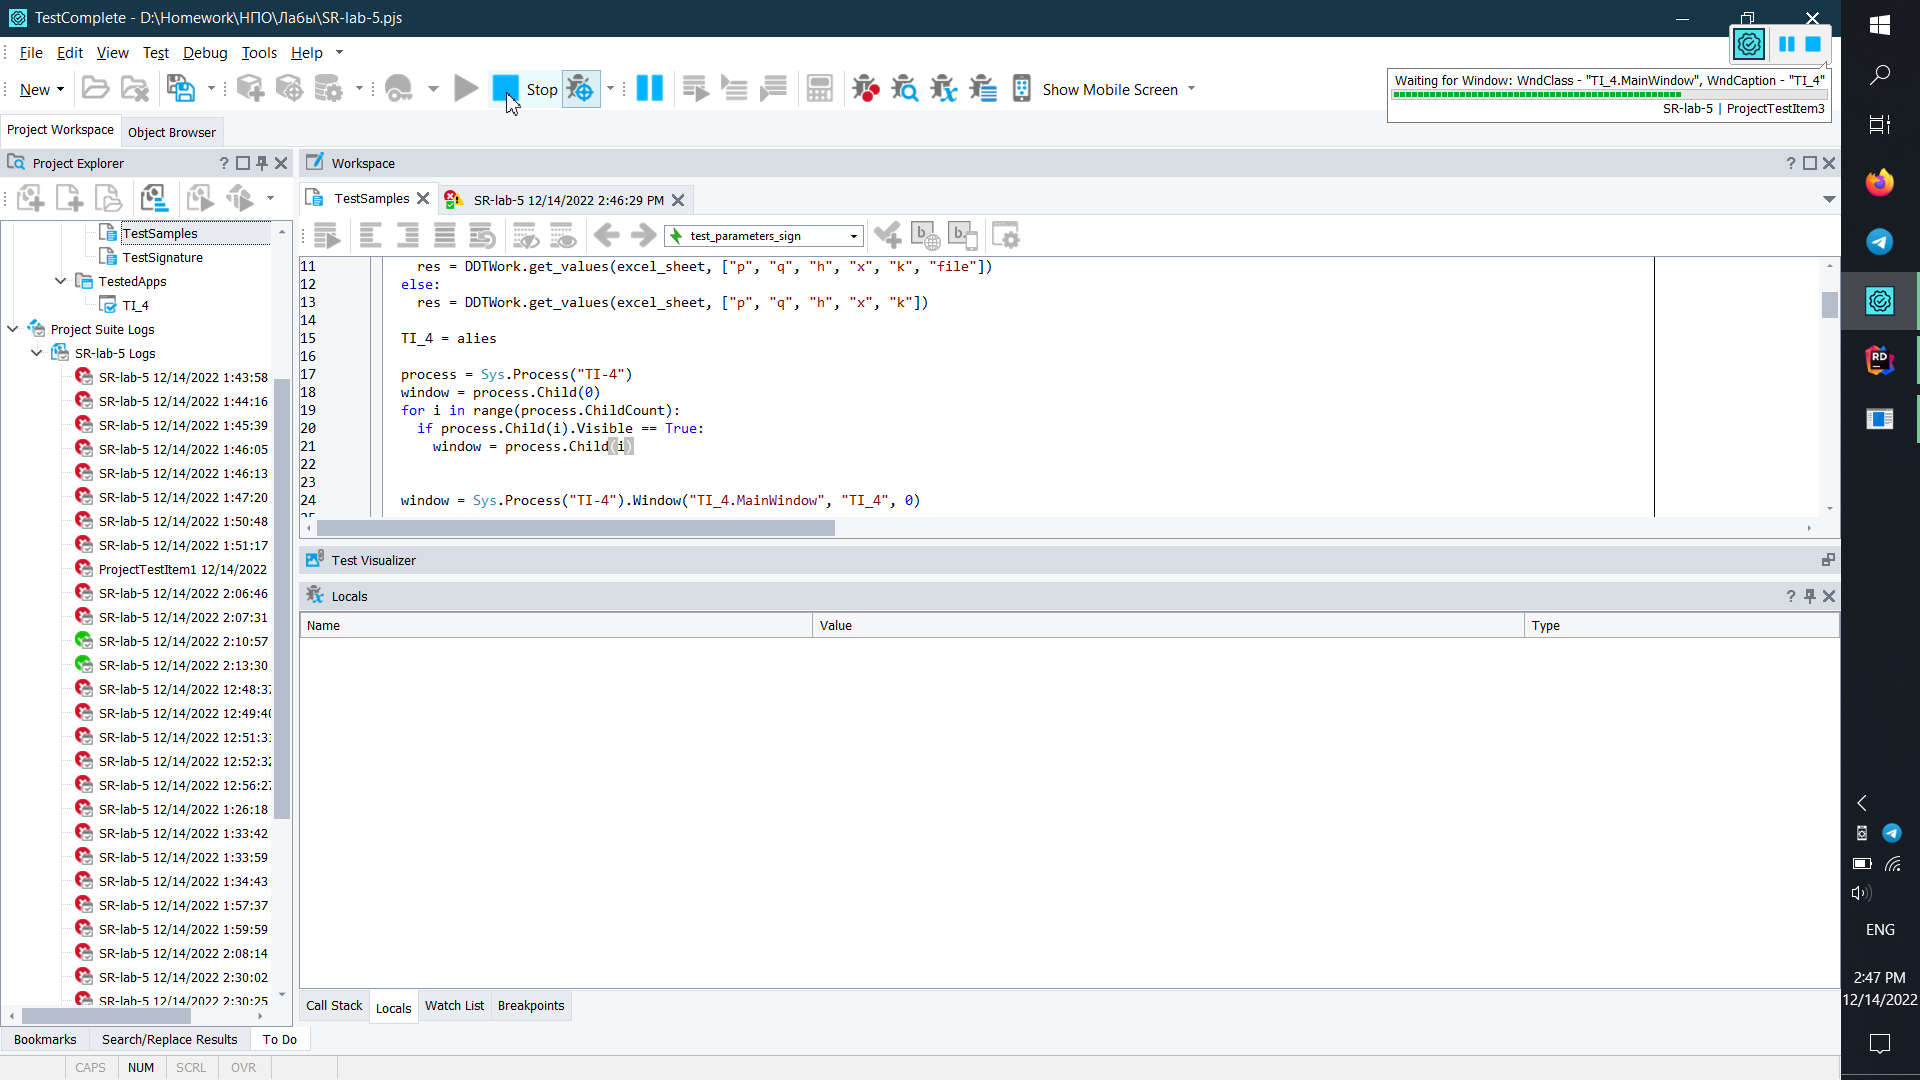 TestComplete - D:\Homework\НПО\Лабы\SR-lab-5.pjs
File Edit View Test Debug Tools Help
New Stop Show Mobile Screen
Waiting for Window: WndClass - "TI_4.MainWindow", WndCaption - "TI_4"
SR-lab-5 | ProjectTestItem3
Project Workspace Object Browser
Project Explorer
Workspace
TestSamples
SR-lab-5 12/14/2022 2:46:29 PM
test_parameters_sign
TestSamples
TestSignature
TestedApps
TI_4
Project Suite Logs
SR-lab-5 Logs
SR-lab-5 12/14/2022 1:43:58
SR-lab-5 12/14/2022 1:44:16
SR-lab-5 12/14/2022 1:45:39
SR-lab-5 12/14/2022 1:46:05
SR-lab-5 12/14/2022 1:46:13
SR-lab-5 12/14/2022 1:47:20
SR-lab-5 12/14/2022 1:50:48
SR-lab-5 12/14/2022 1:51:17
ProjectTestItem1 12/14/2022
SR-lab-5 12/14/2022 2:06:46
SR-lab-5 12/14/2022 2:07:31
SR-lab-5 12/14/2022 2:10:57
SR-lab-5 12/14/2022 2:13:30
SR-lab-5 12/14/2022 12:48:37
SR-lab-5 12/14/2022 12:49:40
SR-lab-5 12/14/2022 12:51:31
SR-lab-5 12/14/2022 12:52:32
SR-lab-5 12/14/2022 12:56:27
SR-lab-5 12/14/2022 1:26:18
SR-lab-5 12/14/2022 1:33:42
SR-lab-5 12/14/2022 1:33:59
SR-lab-5 12/14/2022 1:34:43
SR-lab-5 12/14/2022 1:57:37
SR-lab-5 12/14/2022 1:59:59
SR-lab-5 12/14/2022 2:08:14
SR-lab-5 12/14/2022 2:30:02
SR-lab-5 12/14/2022 2:30:25
11 res = DDTWork.get_values(excel_sheet, ["p", "q", "h", "x", "k", "file"])
12 else:
13 res = DDTWork.get_values(excel_sheet, ["p", "q", "h", "x", "k"])
14
15 TI_4 = alies
16
17 process = Sys.Process("TI-4")
18 window = process.Child(0)
19 for i in range(process.ChildCount):
20 if process.Child(i).Visible == True:
21 window = process.Child(i)
22
23
24 window = Sys.Process("TI-4").Window("TI_4.MainWindow", "TI_4", 0)
25
Test Visualizer
Locals
Name Value Type
Call Stack Locals Watch List Breakpoints
Bookmarks Search/Replace Results To Do
CAPS NUM SCRL OVR
ENG
2:47 PM
12/14/2022